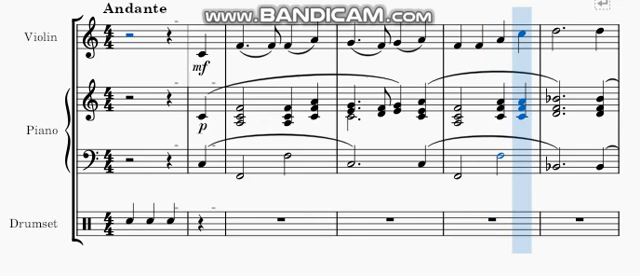 Andante
www.BANDICAM.com
Violin
mf
Piano
p
Drumset